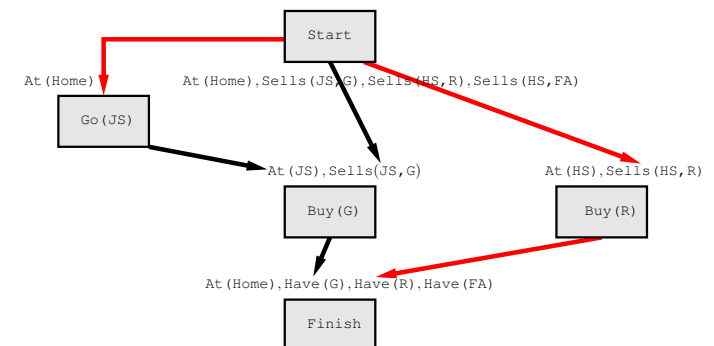 Start
At(Home)
At(Home),Sells(JS,G),Sells(HS,R),Sells(HS,FA)
Go(JS)
At(JS),Sells(JS,G)
At(HS),Sells(HS,R)
Buy(G)
Buy(R)
At(Home),Have(G),Have(R),Have(FA)
Finish